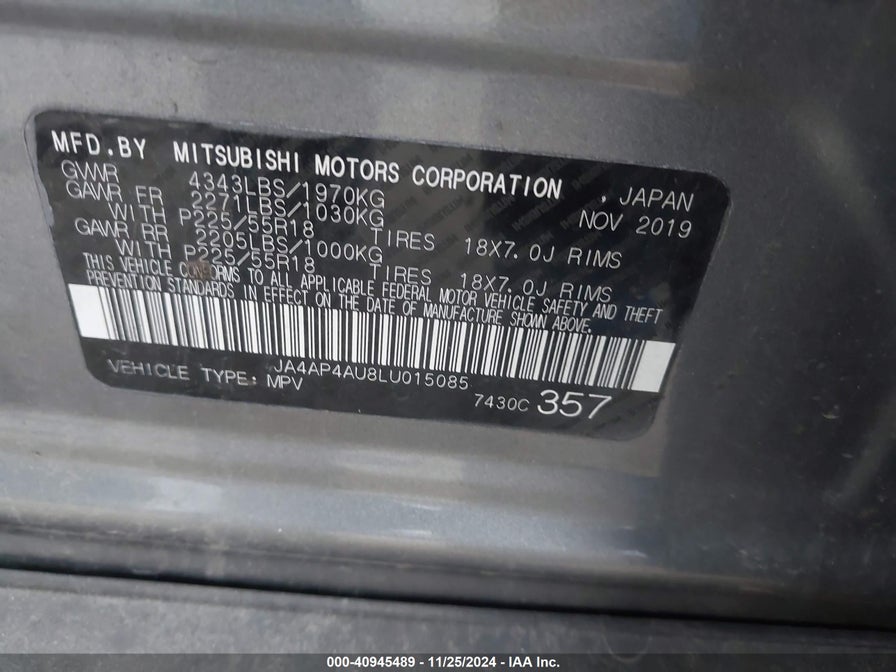 MFD.BY MITSUBISHI MOTORS CORPORATION , JAPAN
GVWR 4343LBS/1970KG NOV 2019
GAWR FR 2271LBS/1030KG
WITH P225/55R18 TIRES 18X7.0J RIMS
GAWR RR 2205LBS/1000KG
WITH P225/55R18 TIRES 18X7.0J RIMS
THIS VEHICLE CONFORMS TO ALL APPLICABLE FEDERAL MOTOR VEHICLE SAFETY AND THEFT
PREVENTION STANDARDS IN EFFECT ON THE DATE OF MANUFACTURE SHOWN ABOVE.
JA4AP4AU8LU015085
VEHICLE TYPE: MPV
7430C 357
000-40945489 - 11/25/2024 - IAA Inc.